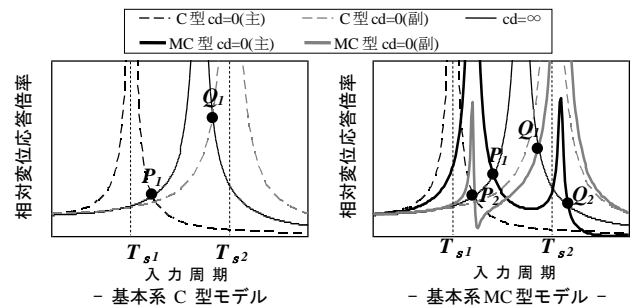 C 型 cd=0(主) C 型 cd=0(副) cd=∞
MC 型 cd=0(主) MC 型 cd=0(副)
相対変位応答倍率
P1
Q1
Ts1
Ts2
入力周期
- 基本系 C 型モデル
相対変位応答倍率
P1
P2
Q1
Q2
Ts1
Ts2
入力周期
- 基本系 MC 型モデル -